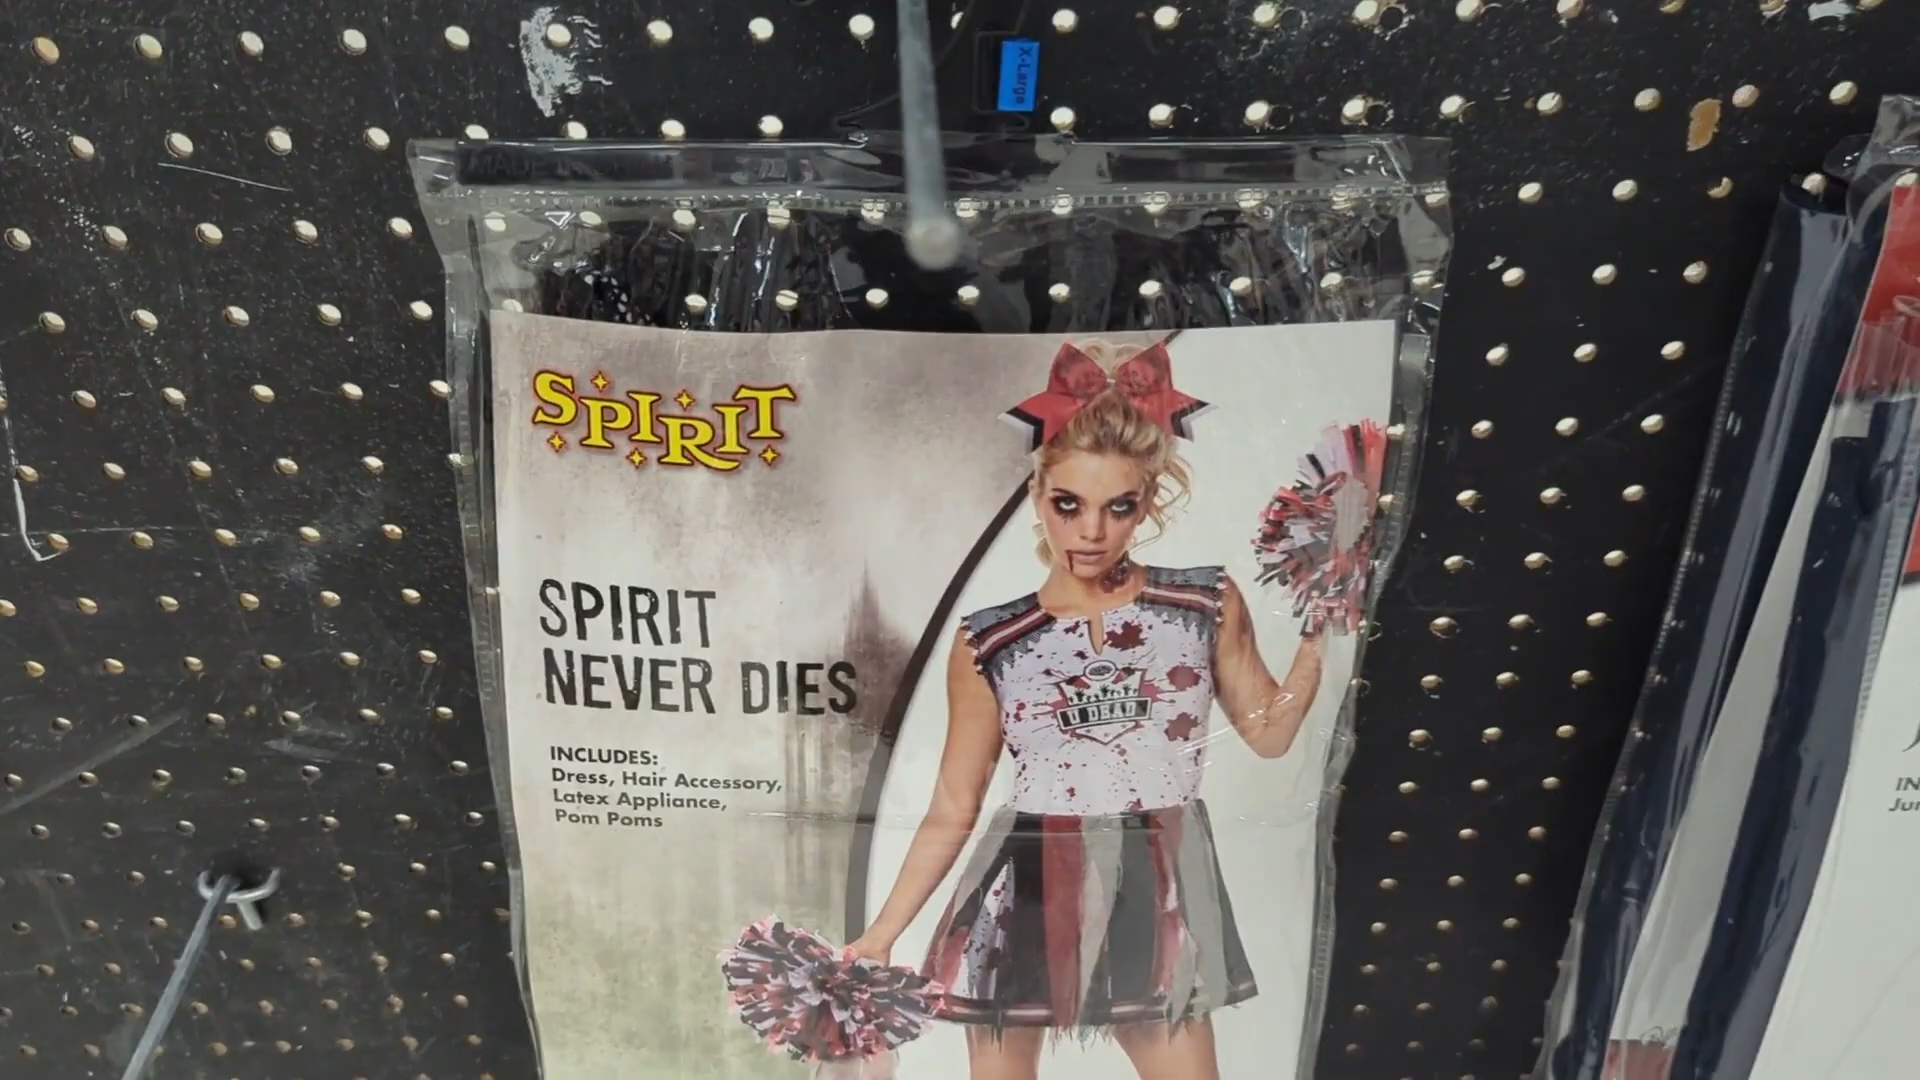 X-Large
SPIRIT
SPIRIT
NEVER DIES
INCLUDES:
Dress, Hair Accessory,
Latex Appliance,
Pom Poms
U DEAD